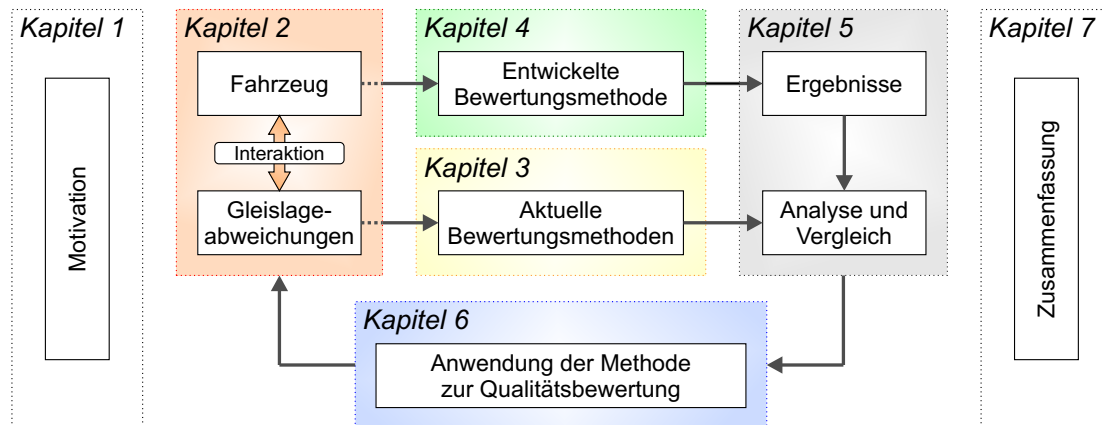 Kapitel 1
Motivation
Kapitel 2
Fahrzeug
Interaktion
Gleislage-
abweichungen
Kapitel 4
Entwickelte
Bewertungsmethode
Kapitel 3
Aktuelle
Bewertungsmethoden
Kapitel 5
Ergebnisse
Analyse und
Vergleich
Kapitel 6
Anwendung der Methode
zur Qualitätsbewertung
Kapitel 7
Zusammenfassung